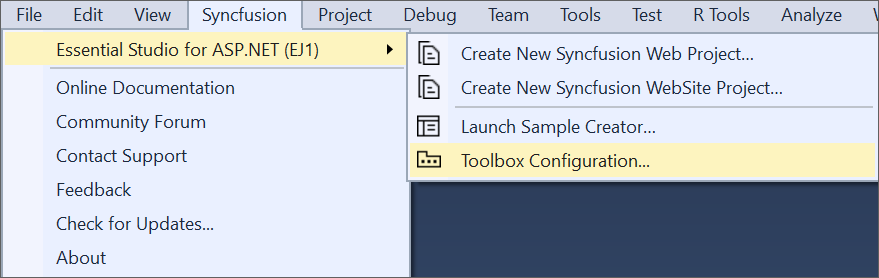 File Edit View Syncfusion Project Debug Team Tools Test R Tools Analyze
Essential Studio for ASP.NET (EJ1)
Online Documentation
Community Forum
Contact Support
Feedback
Check for Updates...
About
Create New Syncfusion Web Project...
Create New Syncfusion WebSite Project...
Launch Sample Creator...
Toolbox Configuration...